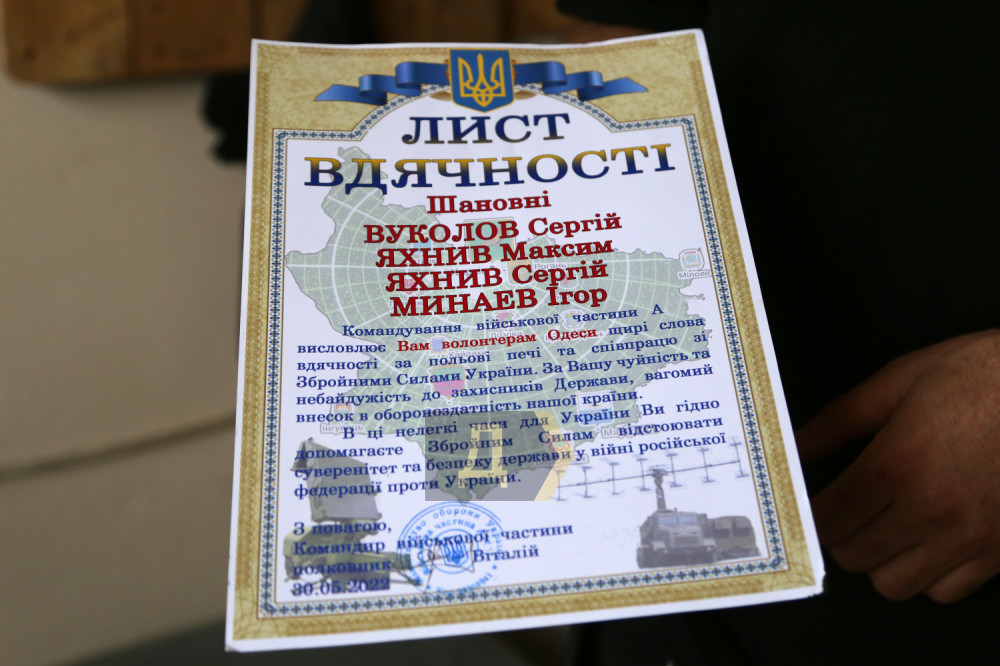 ЛИСТ
ВДЯЧНОСТІ
Шановні
ВУКОЛОВ Сергій
ЯХНИВ Максим
ЯХНИВ Сергій
МИНАЕВ Ігор
Командування військової частини А
висловлює Вам волонтерам Одеси щирі слова
вдячності за польові печі та співпрацю зі
Збройними Силами України. За Вашу чуйність та
небайдужість до захисників Держави, вагомий
внесок в обороноздатність нашої країни.
В ці нелегкі часи для України Ви гідно
допомагаєте Збройним Силам відстоювати
суверенітет та безпеку держави у війні російської
федерації проти України.
З повагою,
Командир військової частини
полковник Віталій
30.05.2022
Мілове
Д